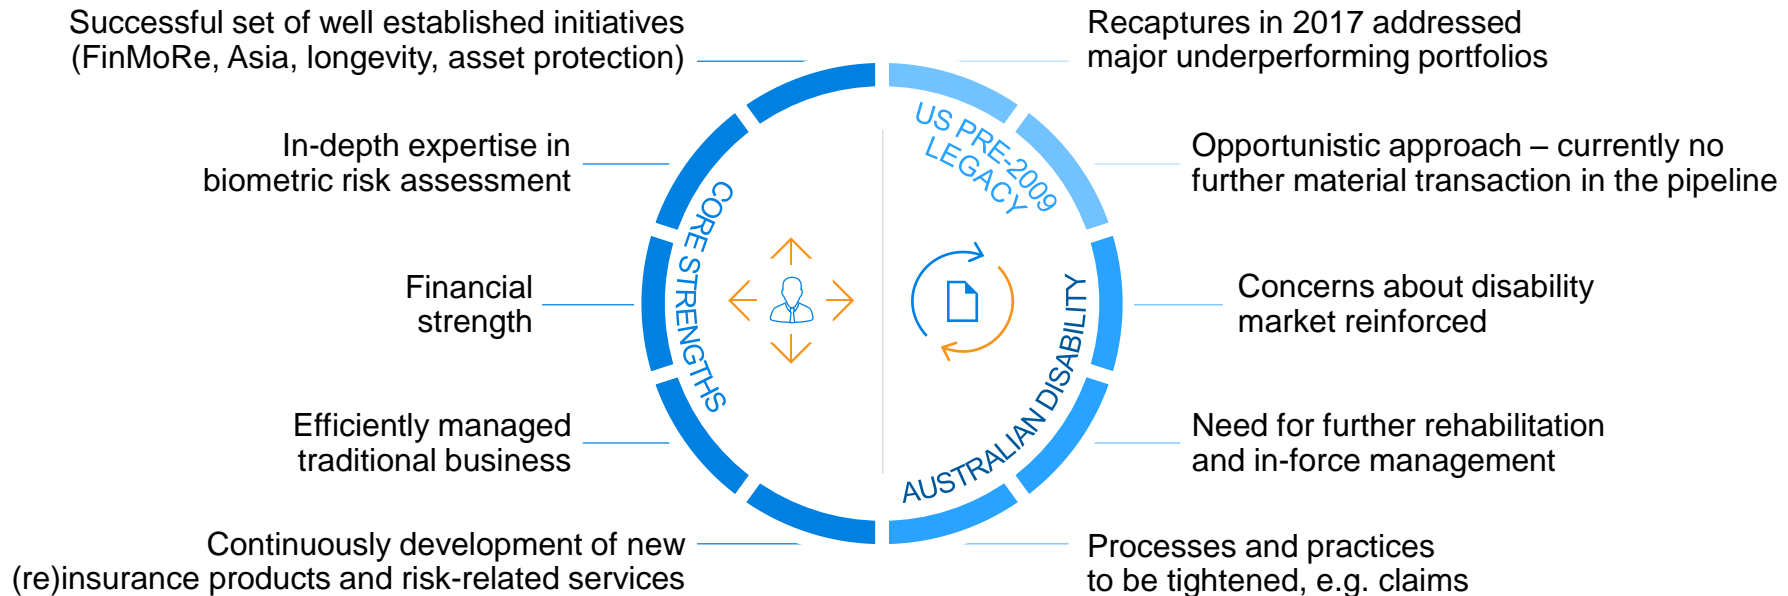 Successful set of well established initiatives
(FinMoRe, Asia, longevity, asset protection)
In-depth expertise in
biometric risk assessment
Financial
strength
Efficiently managed
traditional business
Continuously development of new
(re)insurance products and risk-related services
CORE STRENGTHS
US PRE-2009
LEGACY
AUSTRALIAN DISABILITY
Recaptures in 2017 addressed
major underperforming portfolios
Opportunistic approach – currently no
further material transaction in the pipeline
Concerns about disability
market reinforced
Need for further rehabilitation
and in-force management
Processes and practices
to be tightened, e.g. claims